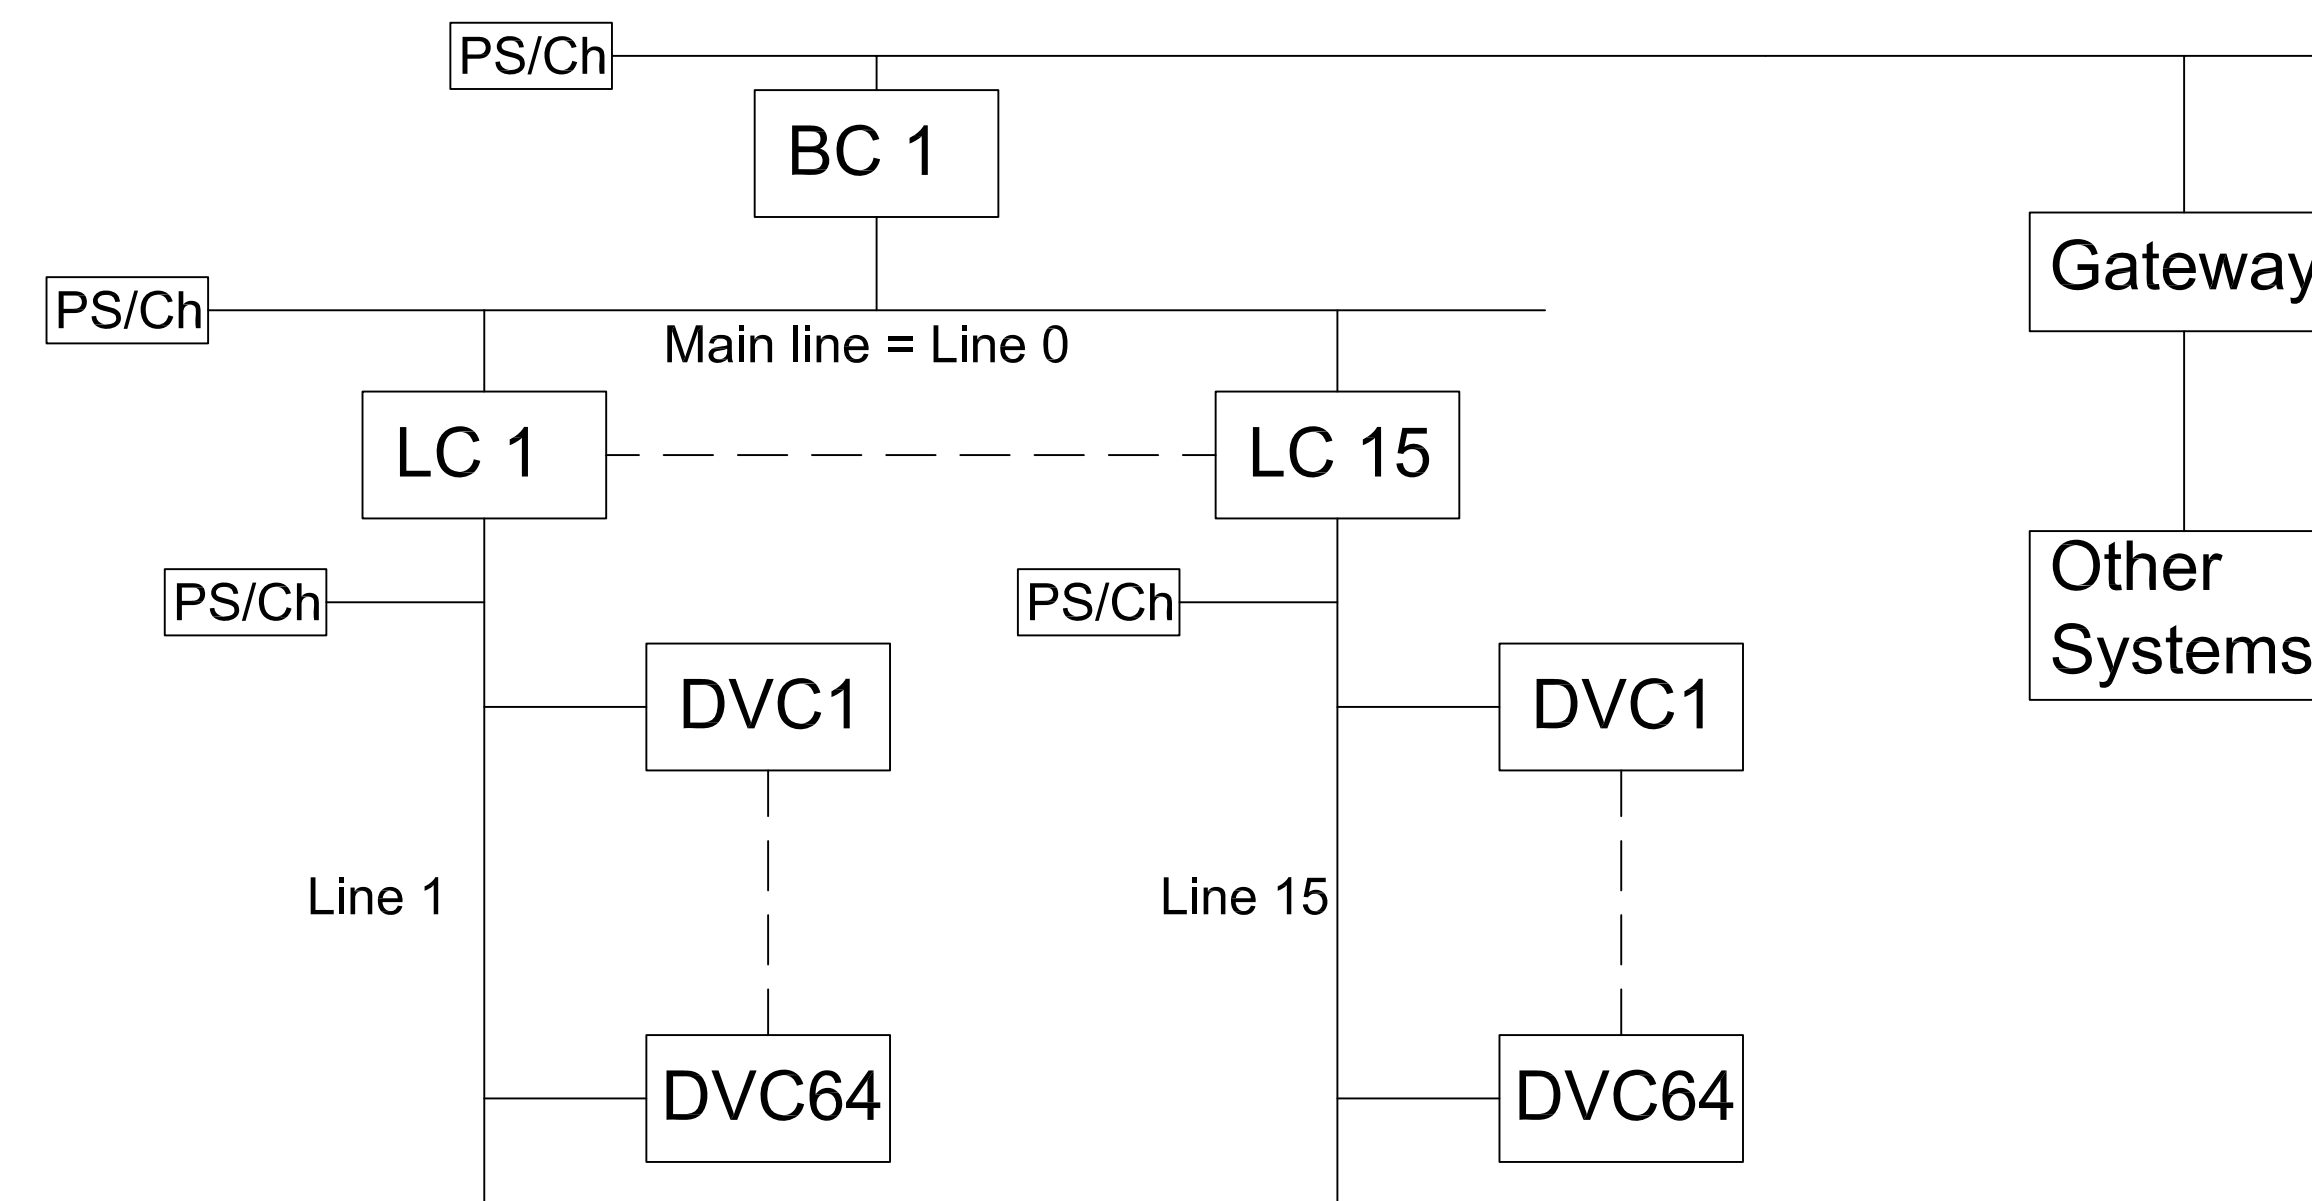 PS/Ch
BC 1
Gateway
PS/Ch
Main line = Line 0
LC 1
LC 15
Other
Systems
PS/Ch
PS/Ch
DVC1
DVC1
Line 1
Line 15
DVC64
DVC64